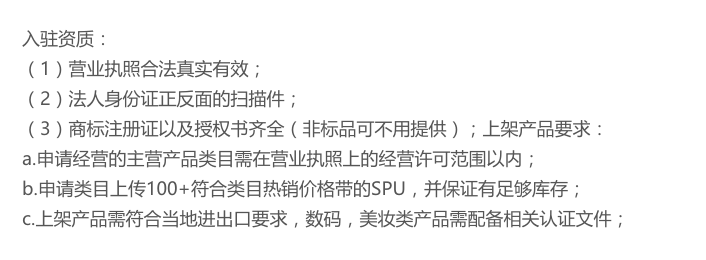 入驻资质：
（1）营业执照合法真实有效；
（2）法人身份证正反面的扫描件；
（3）商标注册证以及授权书齐全（非标品可不用提供）；上架产品要求：
a.申请经营的主营产品类目需在营业执照上的经营许可范围以内；
b.申请类目上传100+符合类目热销价格带的SPU，并保证有足够库存；
c.上架产品需符合当地进出口要求，数码，美妆类产品需配备相关认证文件；